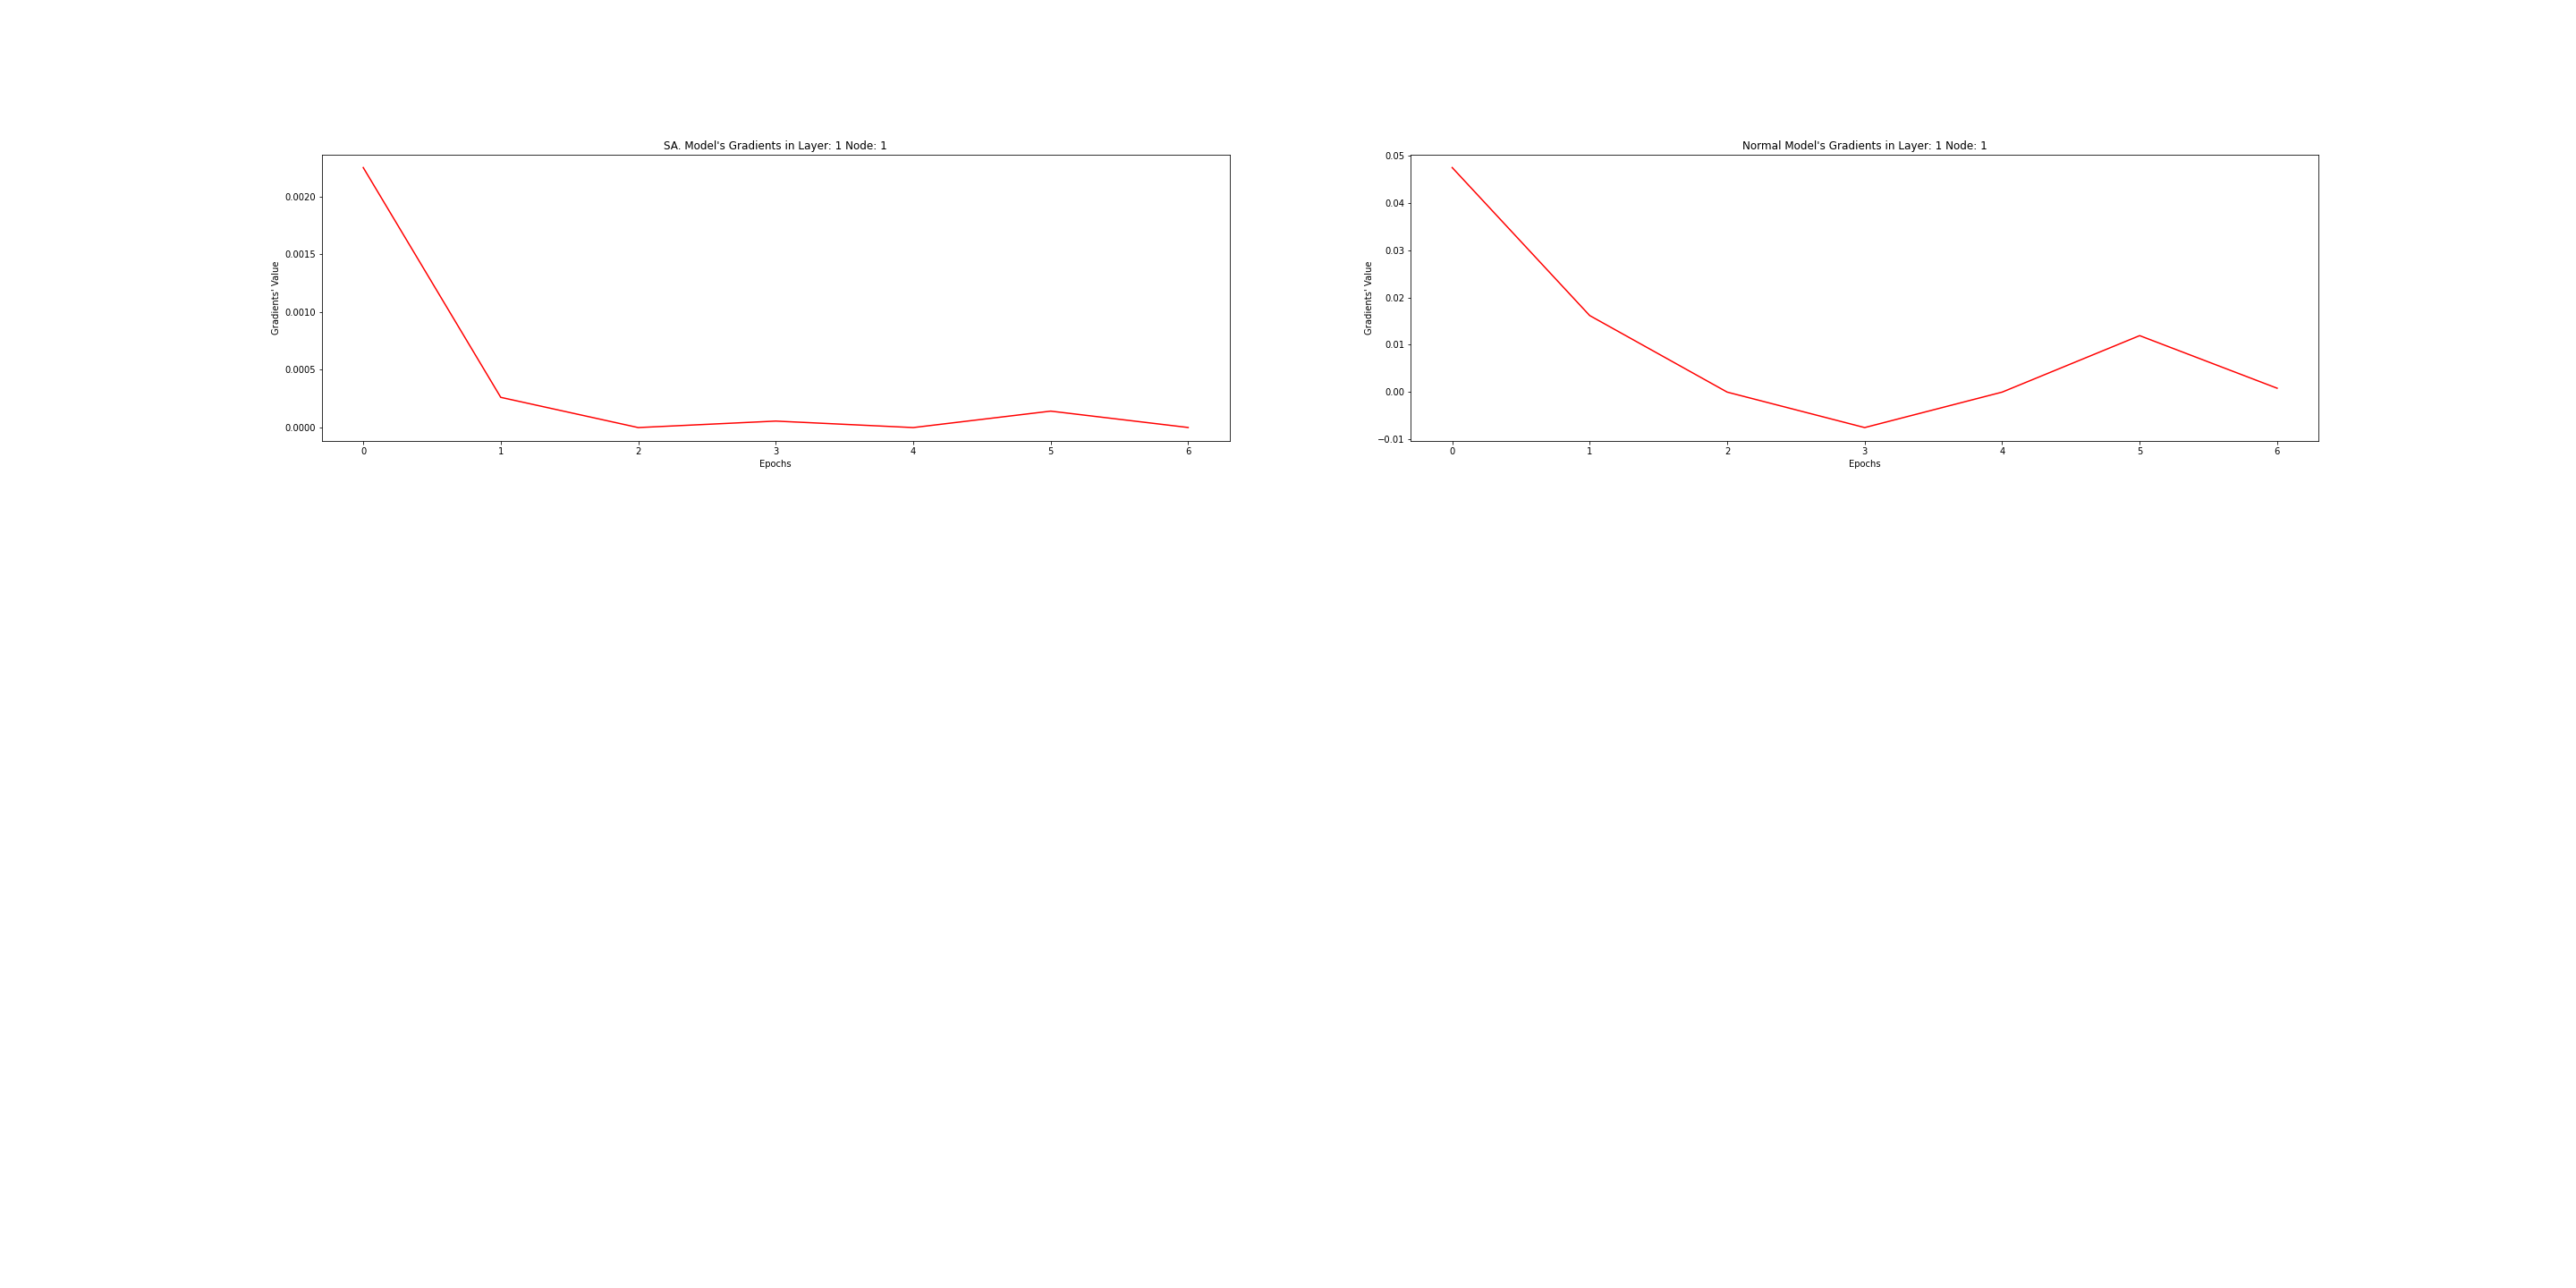 SA. Model's Gradients in Layer: 1 Node: 1
Gradients' Value
0.0020
0.0015
0.0010
0.0005
0.0000
0 1 2 3 4 5 6
Epochs
Normal Model's Gradients in Layer: 1 Node: 1
Gradients' Value
0.05
0.04
0.03
0.02
0.01
0.00
−0.01
0 1 2 3 4 5 6
Epochs